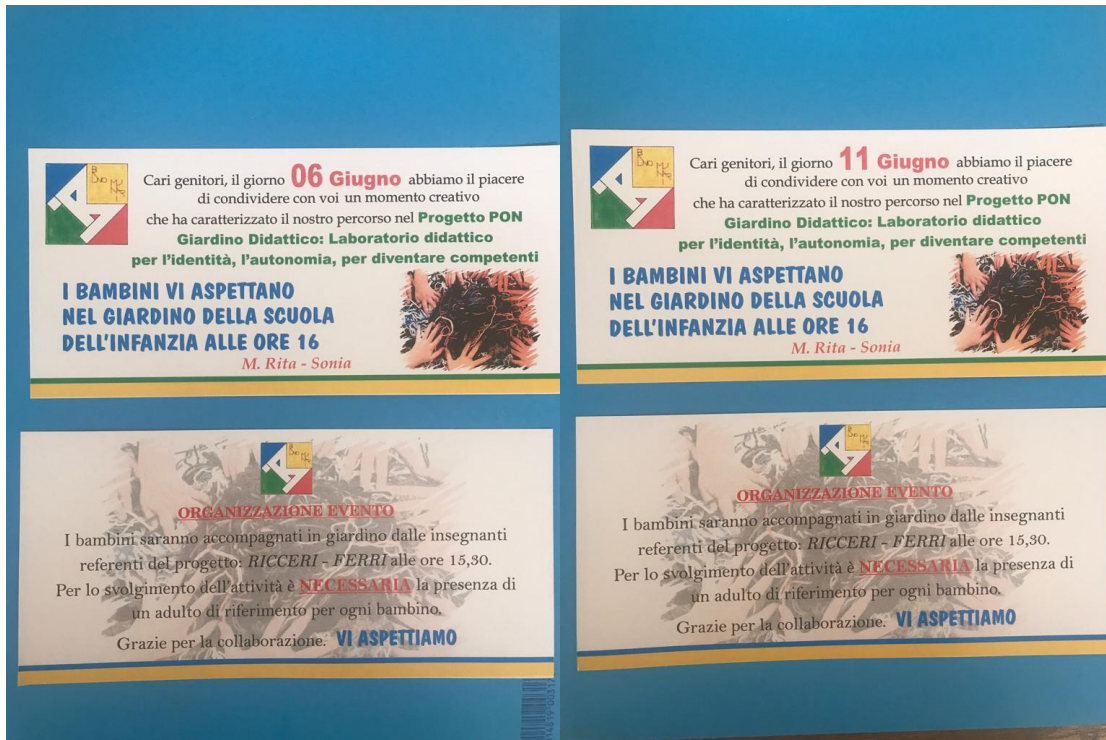 Cari genitori, il giorno 06 Giugno abbiamo il piacere
di condividere con voi un momento creativo
che ha caratterizzato il nostro percorso nel Progetto PON
Giardino Didattico: Laboratorio didattico
per l'identità, l'autonomia, per diventare competenti
I BAMBINI VI ASPETTANO
NEL GIARDINO DELLA SCUOLA
DELL'INFANZIA ALLE ORE 16
M. Rita - Sonia
ORGANIZZAZIONE EVENTO
I bambini saranno accompagnati in giardino dalle insegnanti
referenti del progetto: RICCERI - FERRI alle ore 15,30.
Per lo svolgimento dell'attività è NECESSARIA la presenza di
un adulto di riferimento per ogni bambino.
Grazie per la collaborazione. VI ASPETTIAMO
Cari genitori, il giorno 11 Giugno abbiamo il piacere
di condividere con voi un momento creativo
che ha caratterizzato il nostro percorso nel Progetto PON
Giardino Didattico: Laboratorio didattico
per l'identità, l'autonomia, per diventare competenti
I BAMBINI VI ASPETTANO
NEL GIARDINO DELLA SCUOLA
DELL'INFANZIA ALLE ORE 16
M. Rita - Sonia
ORGANIZZAZIONE EVENTO
I bambini saranno accompagnati in giardino dalle insegnanti
referenti del progetto: RICCERI - FERRI alle ore 15,30.
Per lo svolgimento dell'attività è NECESSARIA la presenza di
un adulto di riferimento per ogni bambino.
Grazie per la collaborazione. VI ASPETTIAMO